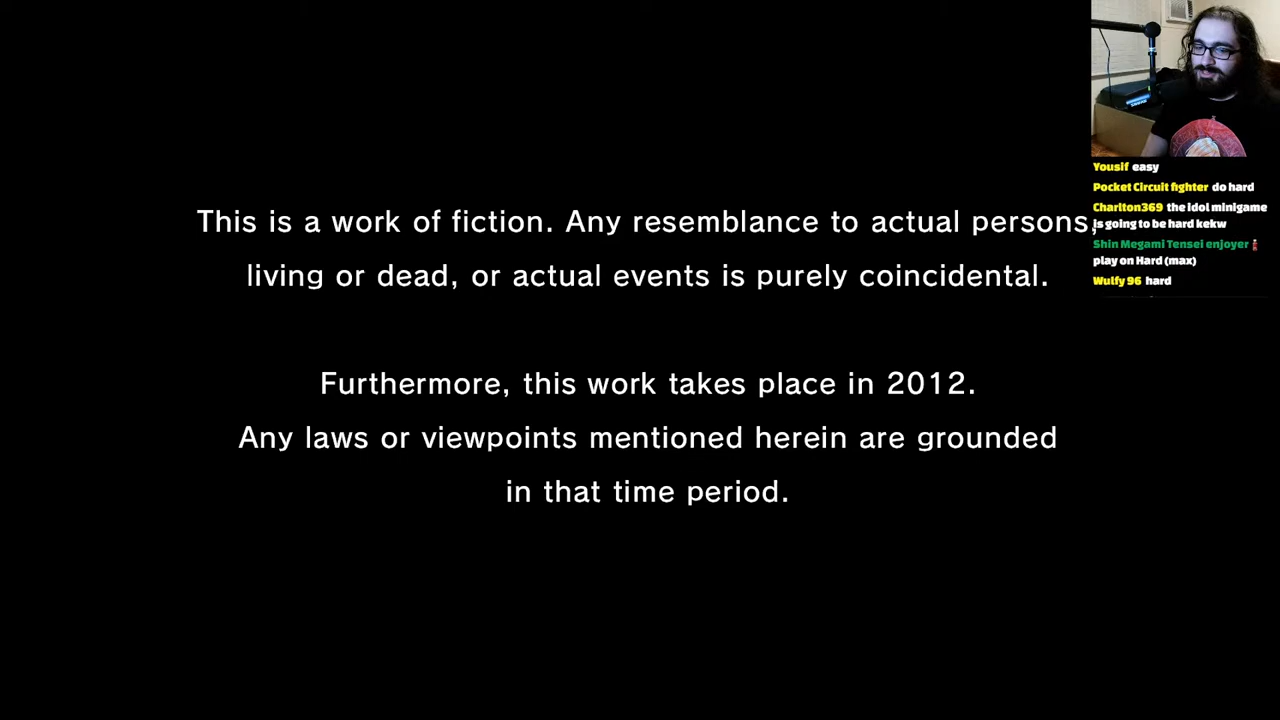 This is a work of fiction. Any resemblance to actual persons,
living or dead, or actual events is purely coincidental.
Furthermore, this work takes place in 2012.
Any laws or viewpoints mentioned herein are grounded
in that time period.
Yousif easy
Pocket Circuit fighter do hard
Charlton369 the idol minigame
is going to be hard kekw
Shin Megami Tensei enjoyer
play on Hard (max)
Wulfy 96 hard